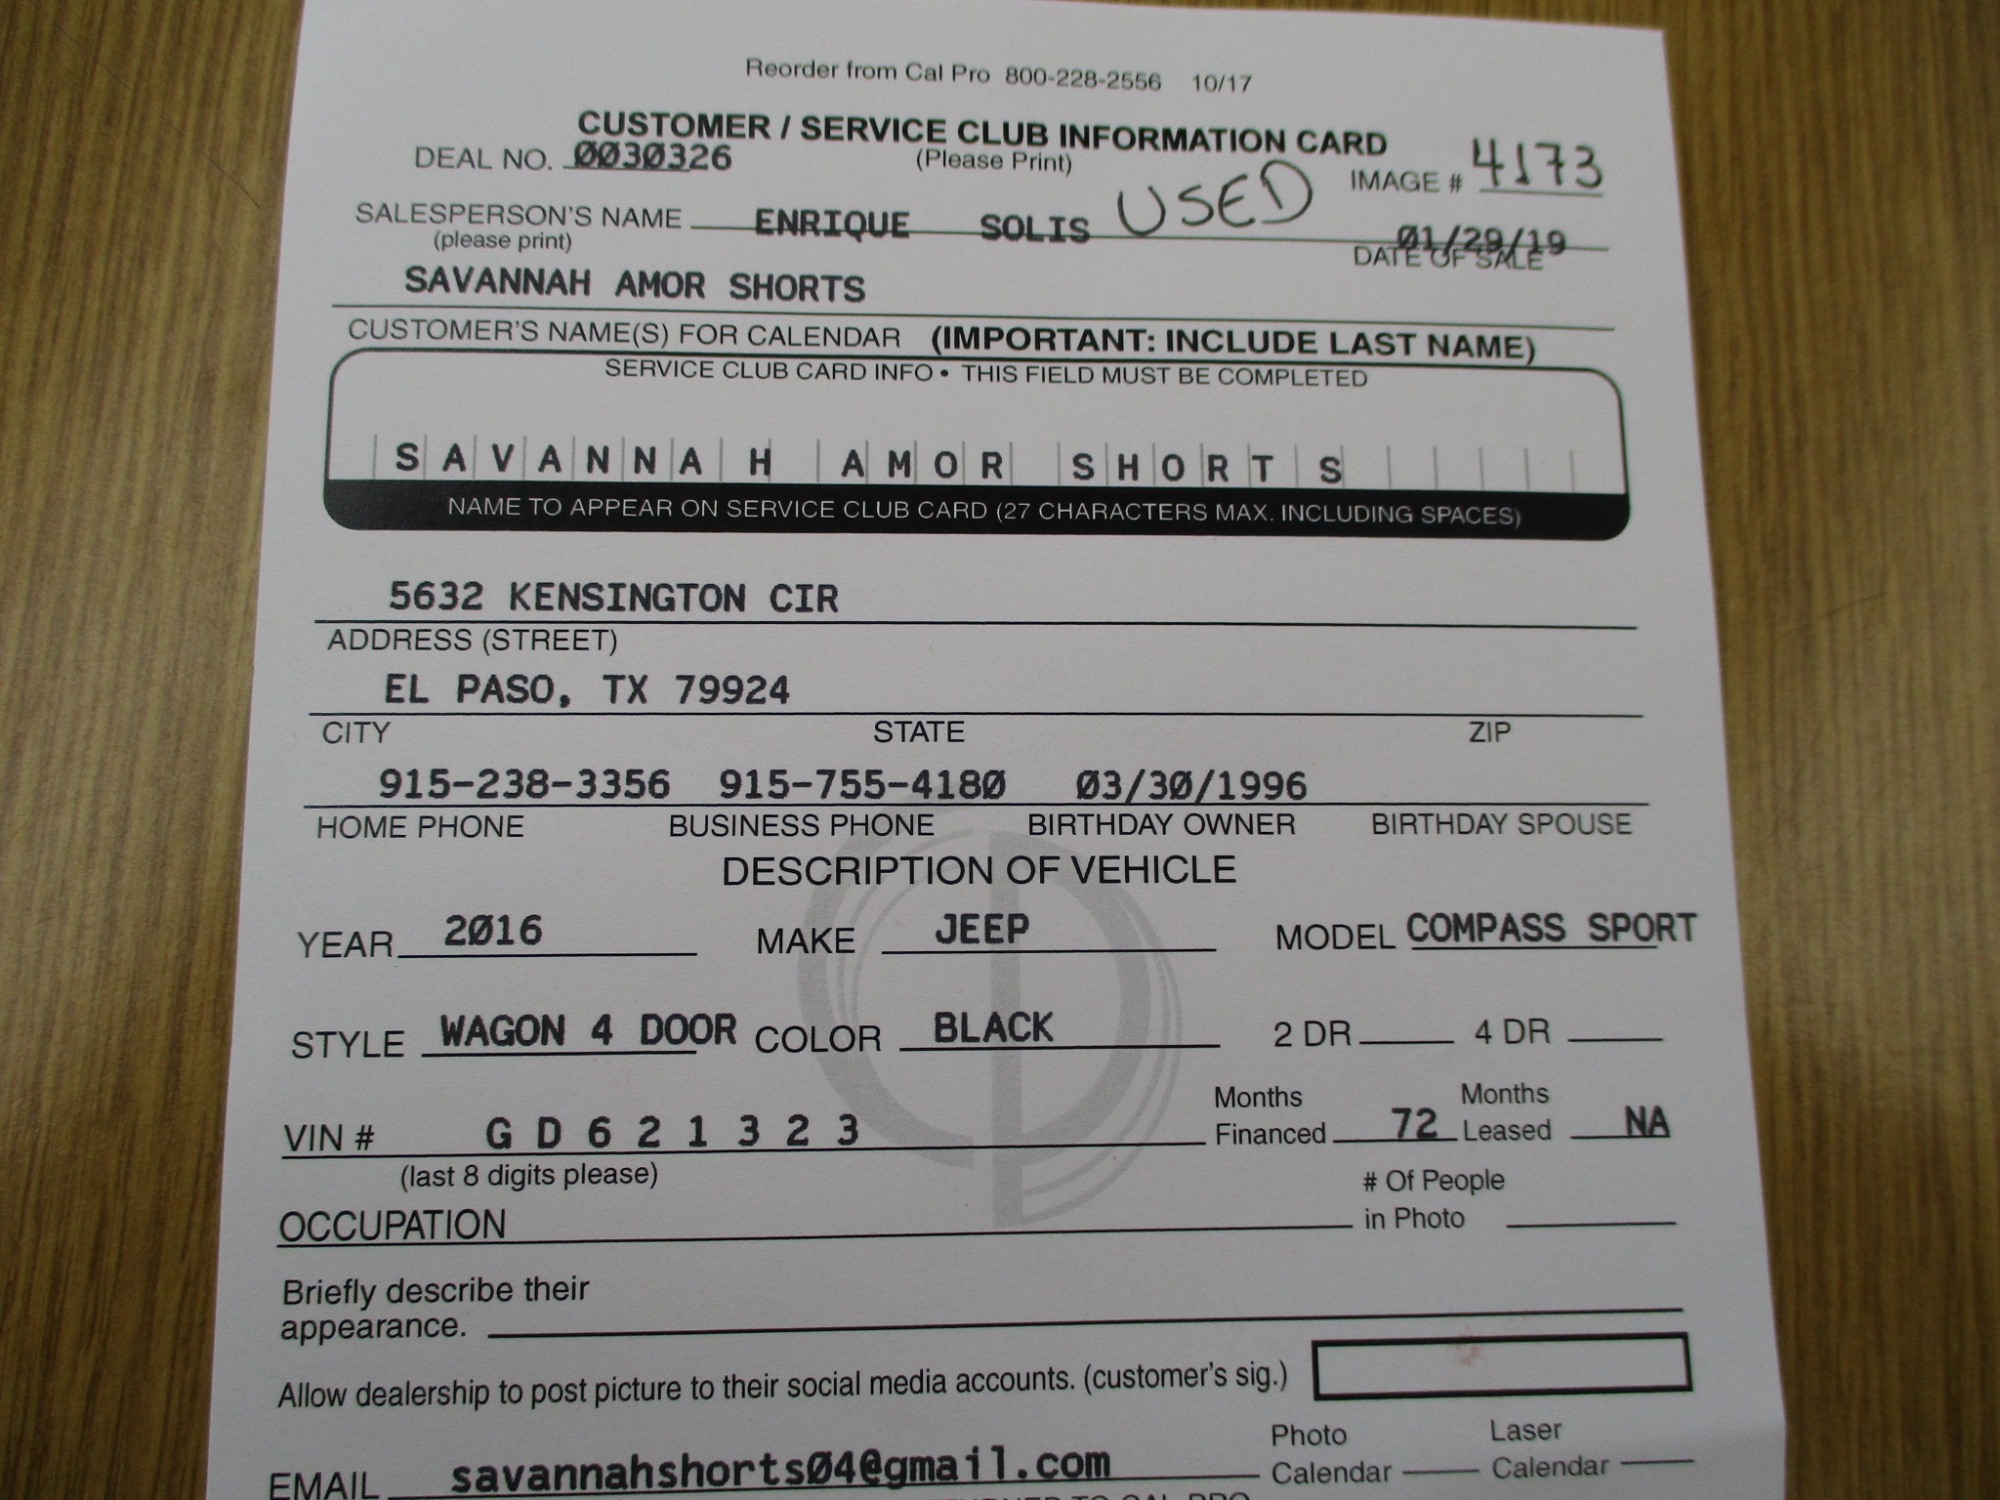 Reorder from Cal Pro 800-228-2556 10/17
CUSTOMER / SERVICE CLUB INFORMATION CARD
DEAL NO. 0030326 (Please Print) IMAGE # 4173
SALESPERSON'S NAME ENRIQUE SOLIS USED 01/29/19
(please print) DATE OF SALE
SAVANNAH AMOR SHORTS
CUSTOMER'S NAME(S) FOR CALENDAR (IMPORTANT: INCLUDE LAST NAME)
SERVICE CLUB CARD INFO • THIS FIELD MUST BE COMPLETED
SAVANNAH AMOR SHORTS
NAME TO APPEAR ON SERVICE CLUB CARD (27 CHARACTERS MAX. INCLUDING SPACES)
5632 KENSINGTON CIR
ADDRESS (STREET)
EL PASO, TX 79924
CITY STATE ZIP
915-238-3356 915-755-4180 03/30/1996
HOME PHONE BUSINESS PHONE BIRTHDAY OWNER BIRTHDAY SPOUSE
DESCRIPTION OF VEHICLE
YEAR 2016 MAKE JEEP MODEL COMPASS SPORT
STYLE WAGON 4 DOOR COLOR BLACK 2 DR 4 DR
Months Months
VIN # GD621323 Financed 72 Leased NA
(last 8 digits please) # Of People
OCCUPATION in Photo
Briefly describe their
appearance.
Allow dealership to post picture to their social media accounts. (customer's sig.)
Photo Laser
EMAIL savannahshorts04@gmail.com Calendar Calendar